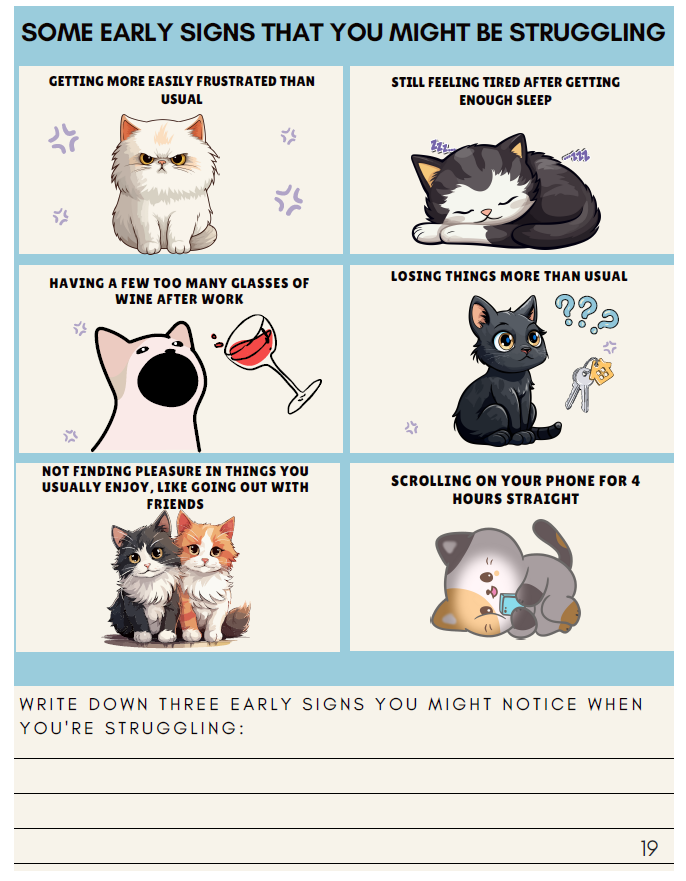 SOME EARLY SIGNS THAT YOU MIGHT BE STRUGGLING
GETTING MORE EASILY FRUSTRATED THAN
USUAL
STILL FEELING TIRED AFTER GETTING
ENOUGH SLEEP
ZZZ...
...ZZZ
HAVING A FEW TOO MANY GLASSES OF
WINE AFTER WORK
LOSING THINGS MORE THAN USUAL
???
NOT FINDING PLEASURE IN THINGS YOU
USUALLY ENJOY, LIKE GOING OUT WITH
FRIENDS
SCROLLING ON YOUR PHONE FOR 4
HOURS STRAIGHT
WRITE DOWN THREE EARLY SIGNS YOU MIGHT NOTICE WHEN
YOU'RE STRUGGLING:
19